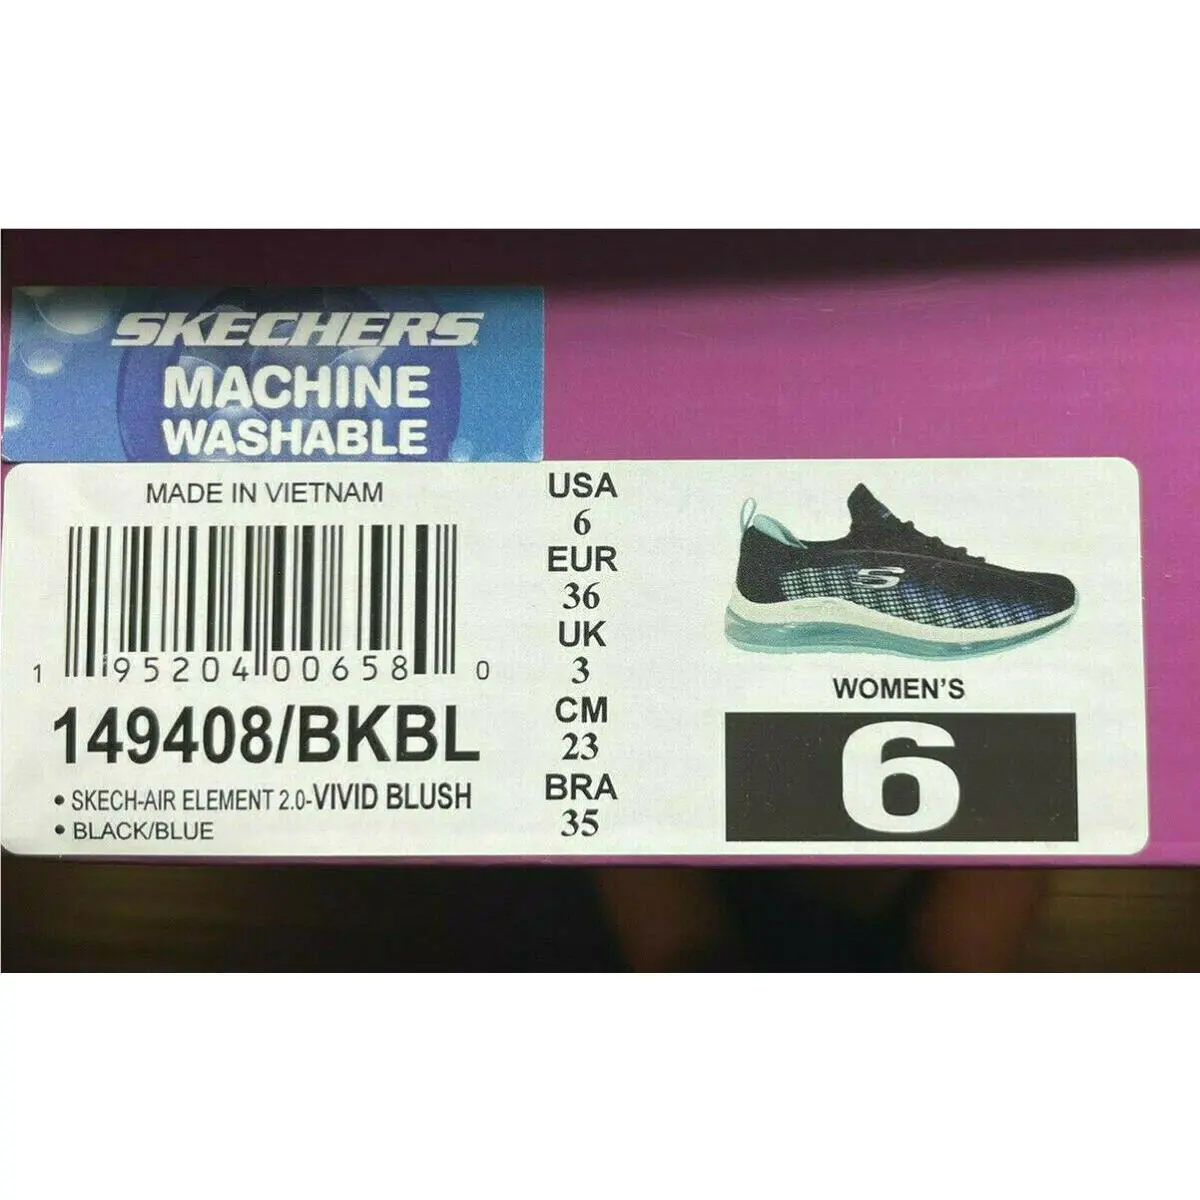 SKECHERS
MACHINE
WASHABLE
MADE IN VIETNAM
1 95204 00658 0
149408/BKBL
• SKECH-AIR ELEMENT 2.0-VIVID BLUSH
• BLACK/BLUE
USA
6
EUR
36
UK
3
CM
23
BRA
35
S
WOMEN'S
6